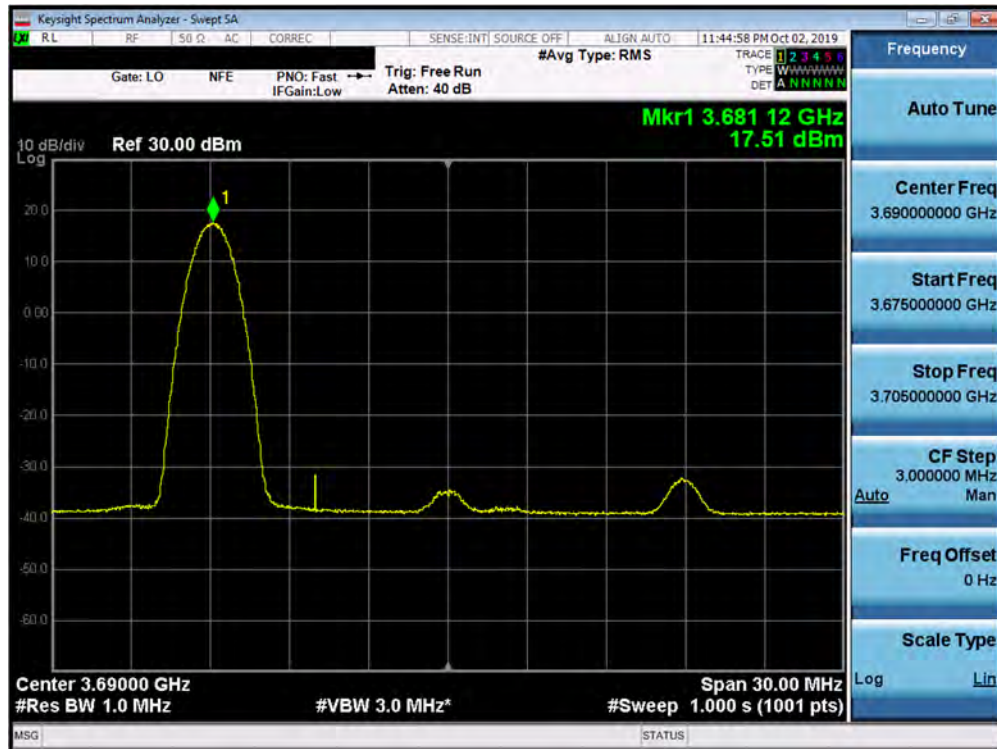 Keysight Spectrum Analyzer - Swept SA
RL RF 50 Ω AC CORREC SENSE:INT SOURCE OFF ALIGN AUTO 11:44:58 PM Oct 02, 2019
#Avg Type: RMS TRACE 1 2 3 4 5 6
Gate: LO NFE PNO: Fast Trig: Free Run TYPE W
IFGain:Low Atten: 40 dB DET A N N N N N
Mkr1 3.681 12 GHz
17.51 dBm
10 dB/div Ref 30.00 dBm
Log
1
20.0
10.0
0.00
-10.0
-20.0
-30.0
-40.0
-50.0
-60.0
Center 3.69000 GHz Span 30.00 MHz
#Res BW 1.0 MHz #VBW 3.0 MHz* #Sweep 1.000 s (1001 pts)
MSG STATUS
Frequency
Auto Tune
Center Freq
3.690000000 GHz
Start Freq
3.675000000 GHz
Stop Freq
3.705000000 GHz
CF Step
3.000000 MHz
Auto Man
Freq Offset
0 Hz
Scale Type
Log Lin